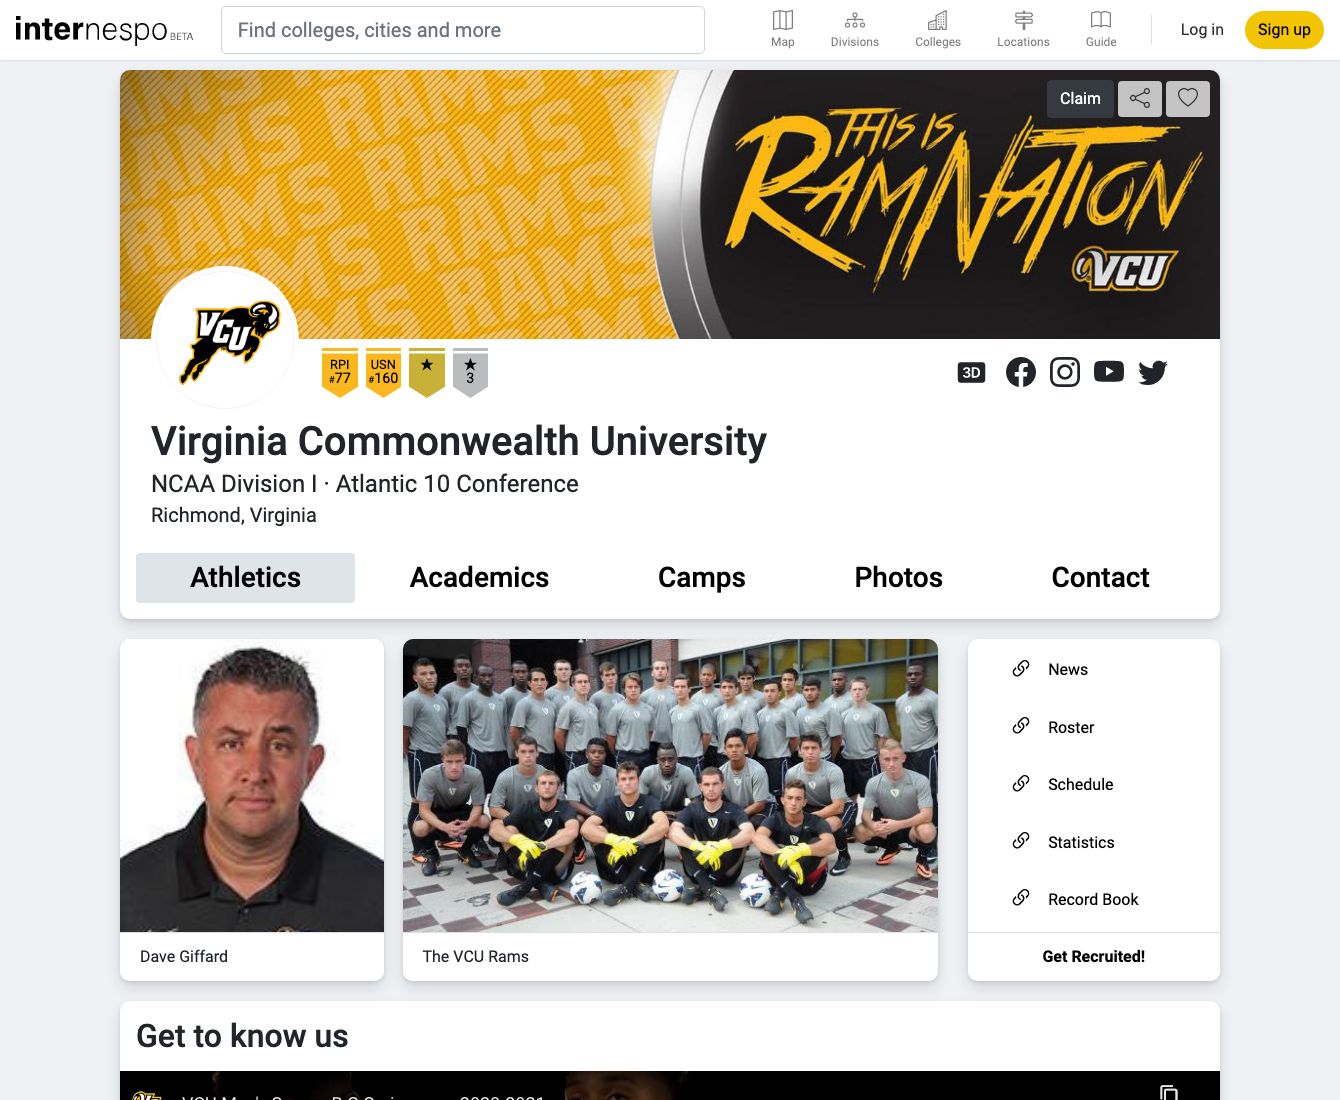 internespo BETA
Find colleges, cities and more
Map
Divisions
Colleges
Locations
Guide
Log in
Sign up
Claim
RAMS RAMS
THIS IS
RAMNATION
VCU
VCU
RPI
#77
USN
#160
★
★
3
3D
Virginia Commonwealth University
NCAA Division I · Atlantic 10 Conference
Richmond, Virginia
Athletics
Academics
Camps
Photos
Contact
News
Roster
Schedule
Statistics
Record Book
Dave Giffard
The VCU Rams
Get Recruited!
Get to know us